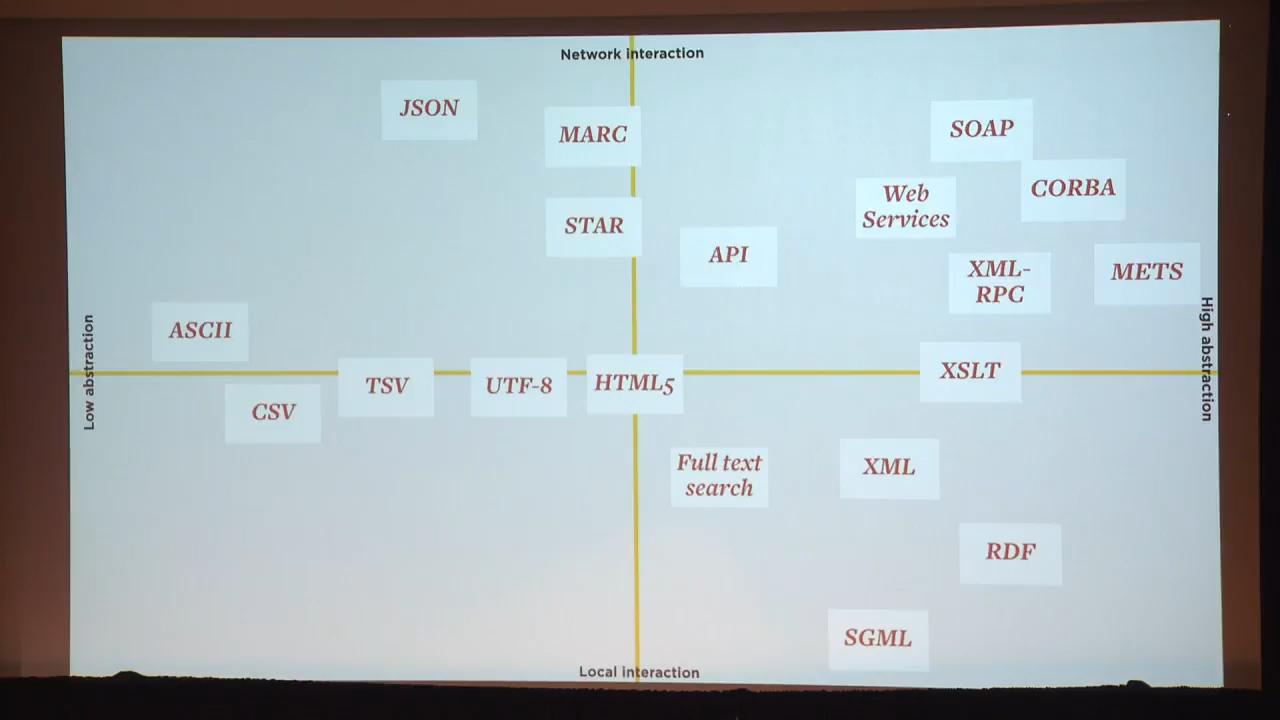 Network interaction
JSON
MARC
SOAP
CORBA
Web
Services
STAR
API
XML-
RPC
METS
ASCII
Low abstraction
High abstraction
TSV
UTF-8
HTML5
XSLT
CSV
Full text
search
XML
RDF
SGML
Local interaction